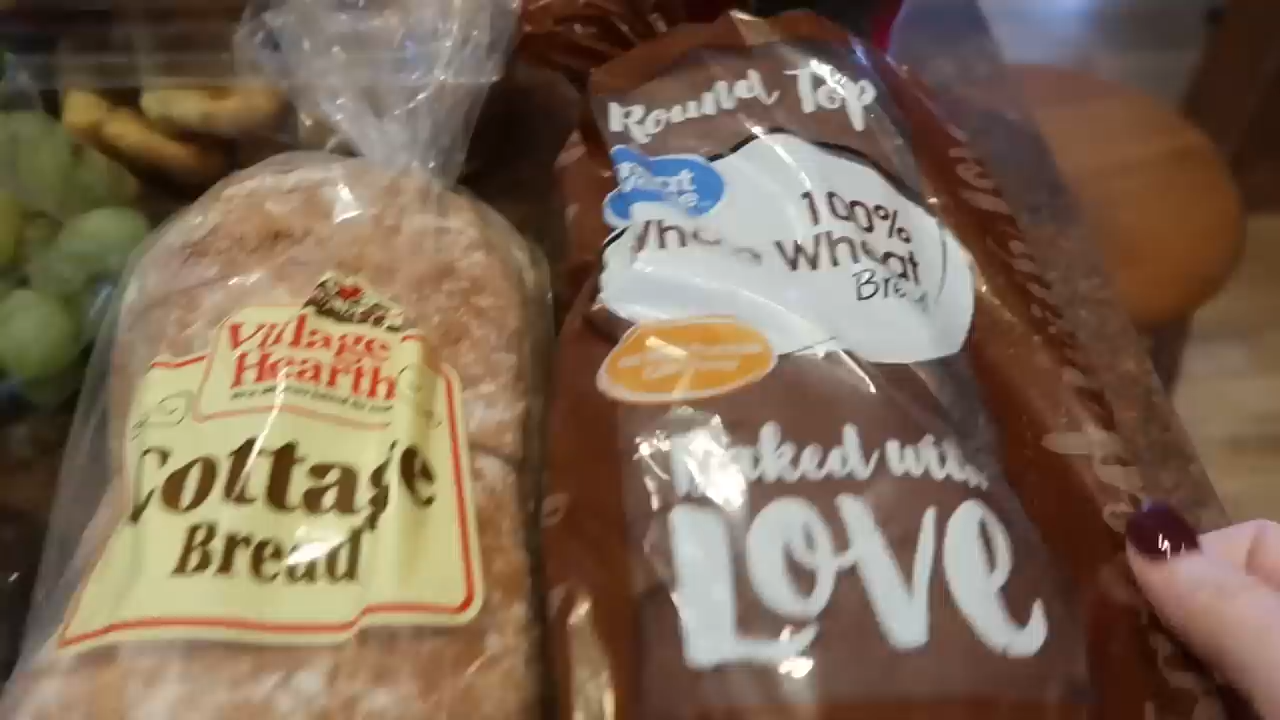 Village
Hearth
Cottage
Bread
Round Top
100%
Whole Wheat
Bread
Baked with
LOVE